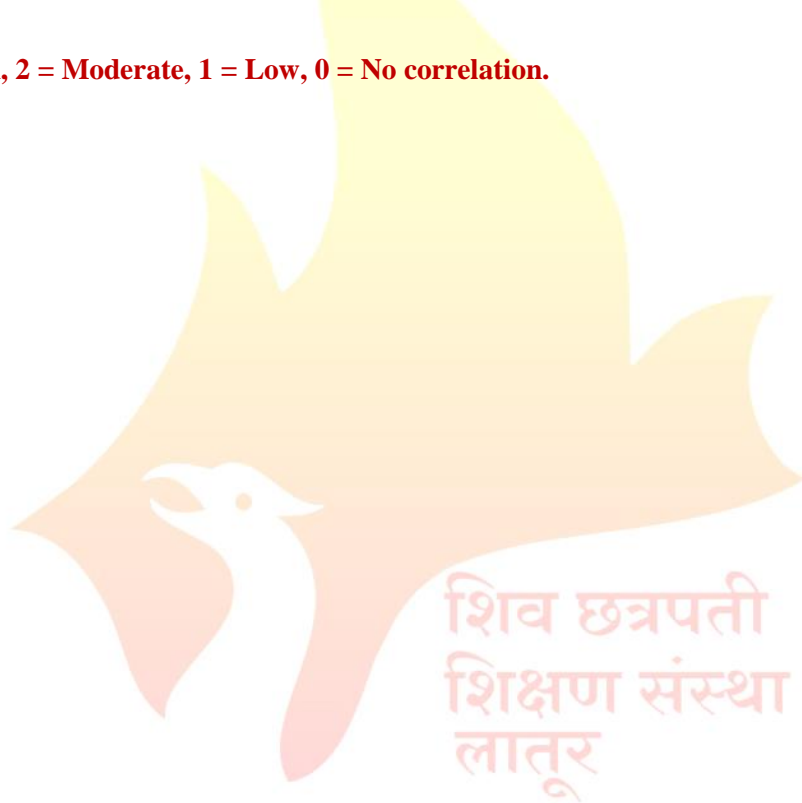 , 2 = Moderate, 1 = Low, 0 = No correlation.
शिव छत्रपती
शिक्षण संस्था
लातूर